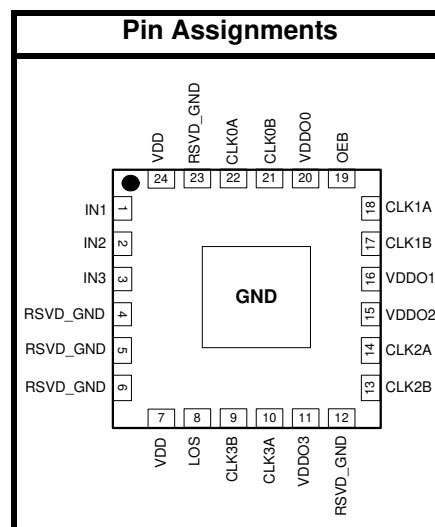 Pin Assignments
VDD
RSVD_GND
CLK0A
CLK0B
VDDO0
OEB
24
23
22
21
20
19
IN1 1
IN2 2
IN3 3
RSVD_GND 4
RSVD_GND 5
RSVD_GND 6
GND
18 CLK1A
17 CLK1B
16 VDDO1
15 VDDO2
14 CLK2A
13 CLK2B
7
8
9
10
11
12
VDD
LOS
CLK3B
CLK3A
VDDO3
RSVD_GND